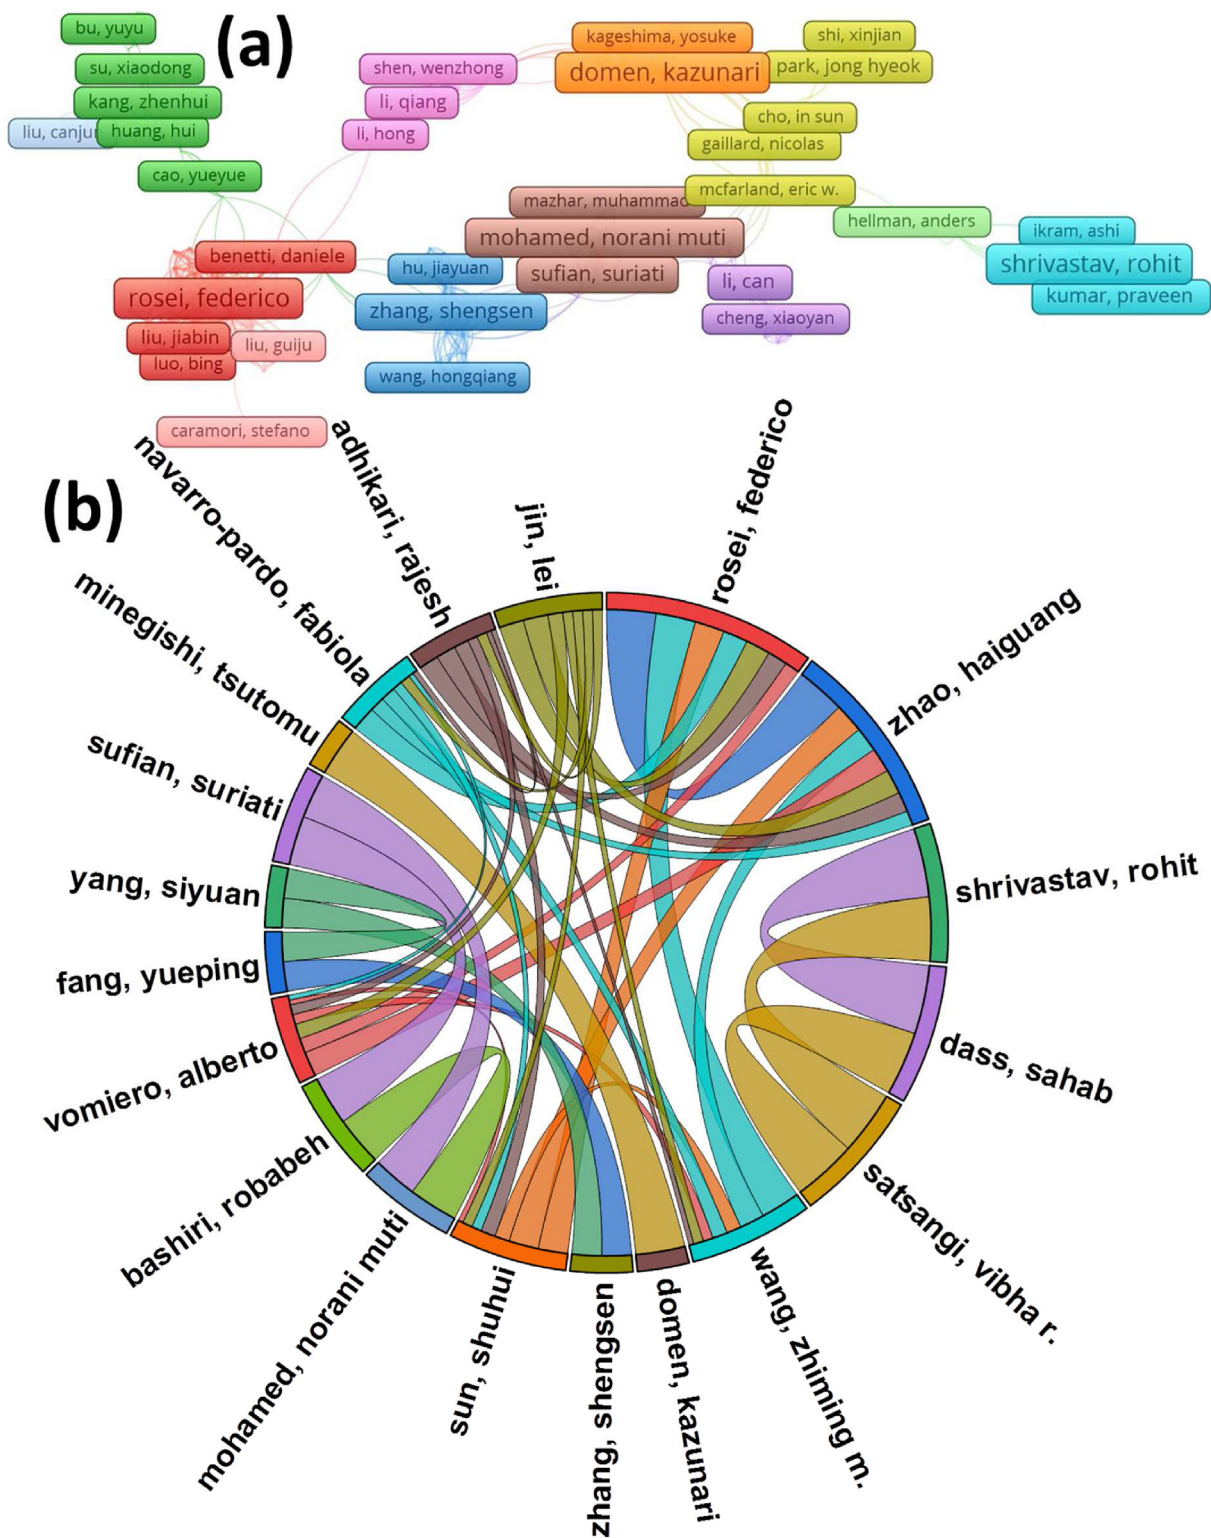 (a)
bu, yuyu
su, xiaodong
kang, zhenhui
liu, canjun
huang, hui
cao, yueyue
shen, wenzhong
li, qiang
li, hong
kageshima, yosuke
domen, kazunari
shi, xinjian
park, jong hyeok
cho, in sun
gaillard, nicolas
mcfarland, eric w.
mazhar, muhammad
mohamed, norani muti
sufian, suriati
hellman, anders
ikram, ashi
shrivastav, rohit
kumar, praveen
benetti, daniele
rosei, federico
liu, jiabin
liu, guiju
luo, bing
hu, jiayuan
zhang, shengsen
wang, hongqiang
li, can
cheng, xiaoyan
caramori, stefano
(b)
navarro-pardo, fabiola
adhikari, rajesh
jin, lei
rosei, federico
zhao, haiguang
shrivastav, rohit
dass, sahab
satsangi, vibha r.
wang, zhiming m.
domen, kazunari
zhang, shengsen
sun, shuhui
mohamed, norani muti
bashiri, robabeh
vomiero, alberto
fang, yueping
yang, siyuan
sufian, suriati
minegishi, tsutomu